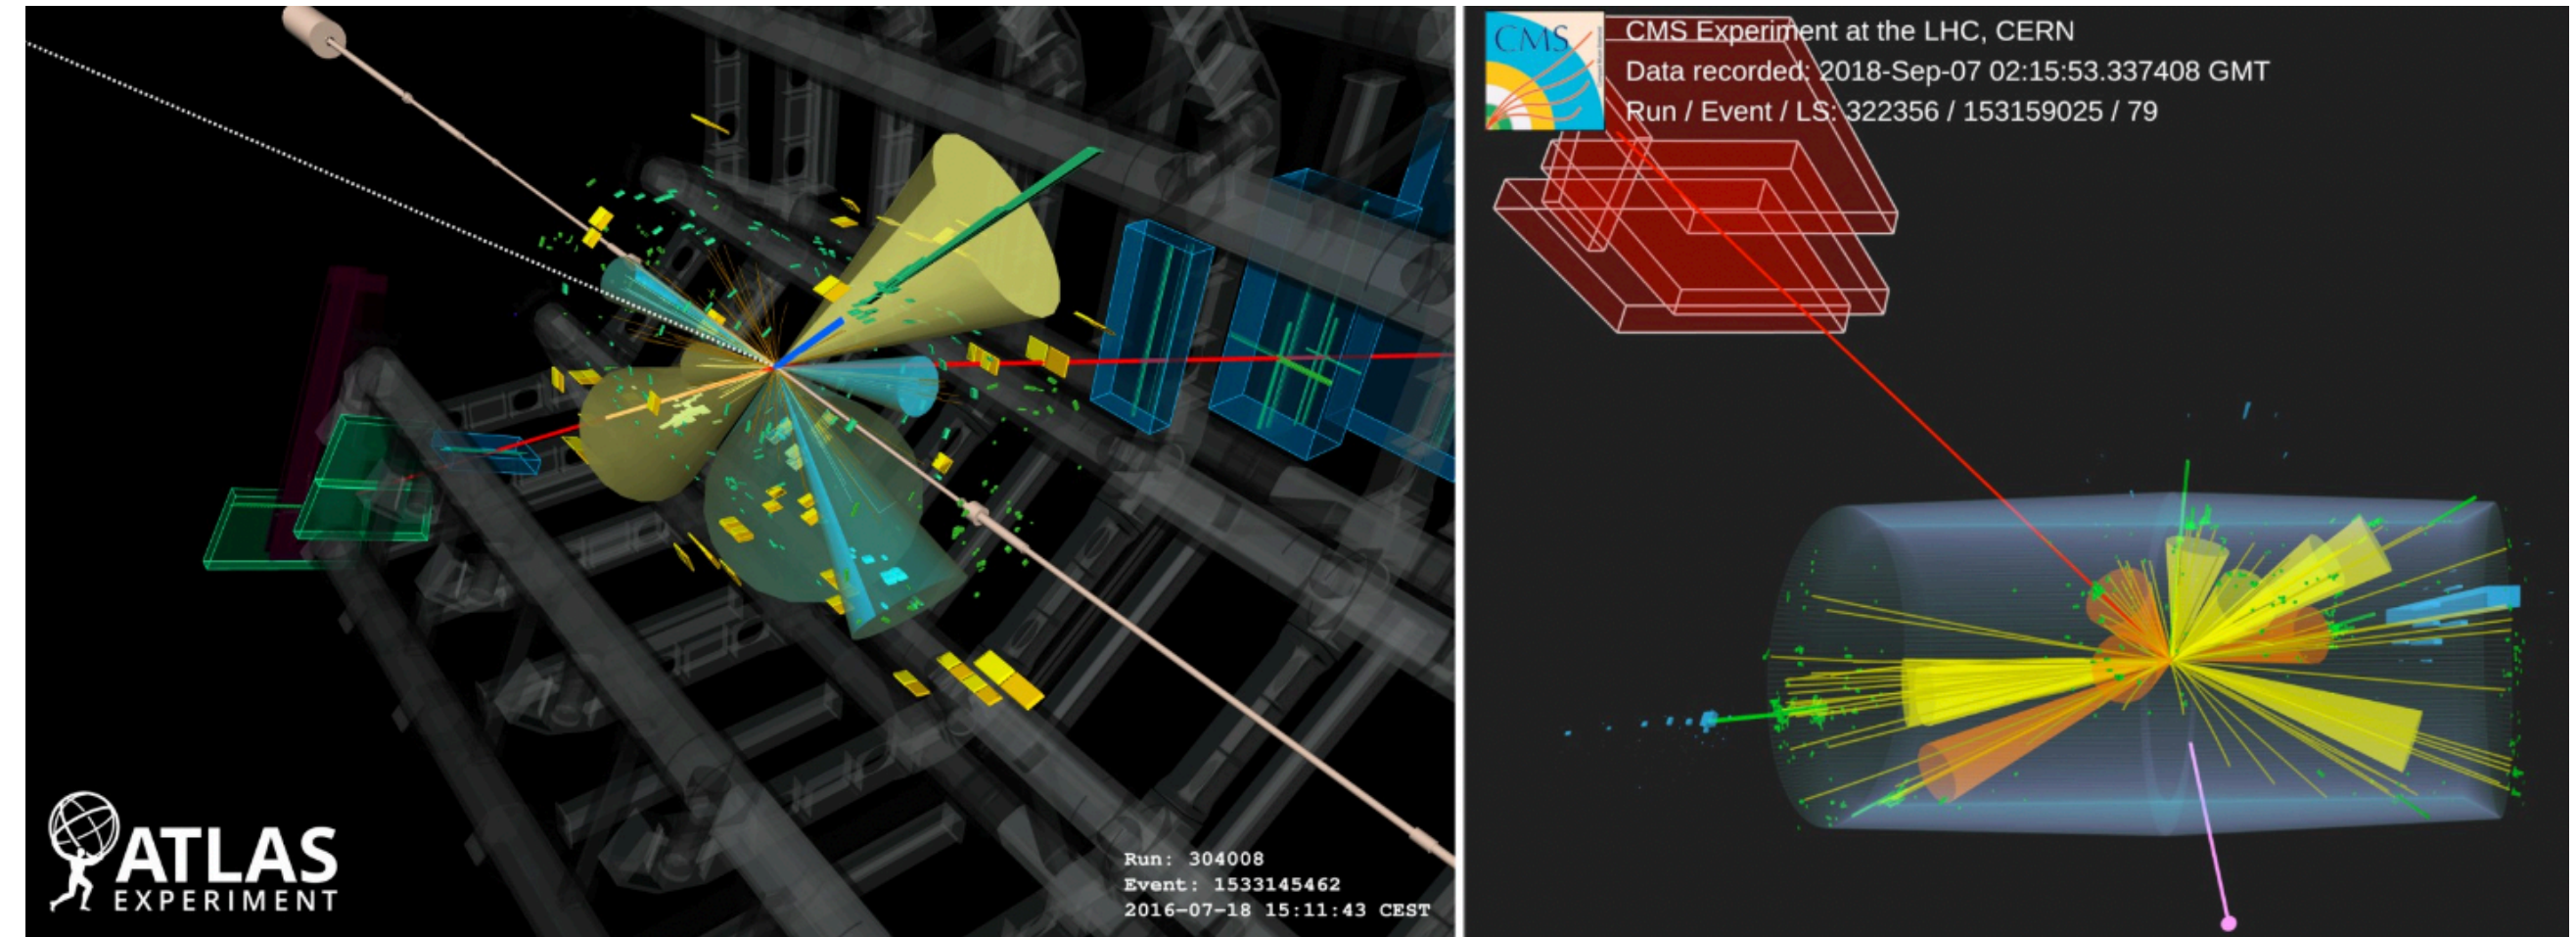 ATLAS
EXPERIMENT
Run: 304008
Event: 1533145462
2016-07-18 15:11:43 CEST
CMS
CMS Experiment at the LHC, CERN
Data recorded: 2018-Sep-07 02:15:53.337408 GMT
Run / Event / LS: 322356 / 153159025 / 79